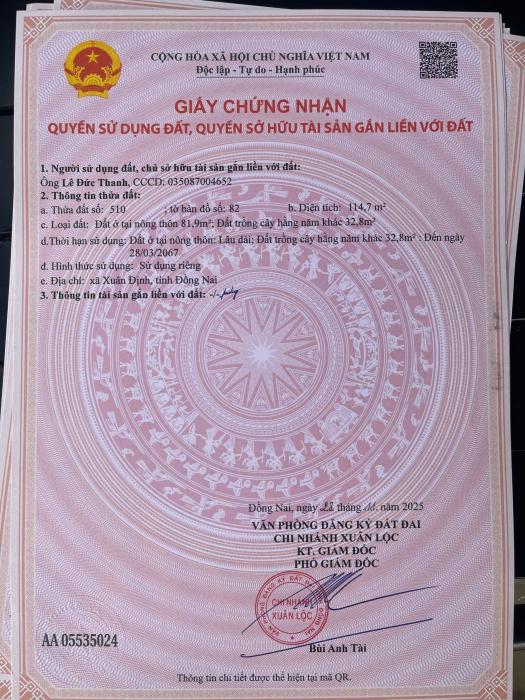 CỘNG HÒA XÃ HỘI CHỦ NGHĨA VIỆT NAM
Độc lập - Tự do - Hạnh phúc
GIẤY CHỨNG NHẬN
QUYỀN SỬ DỤNG ĐẤT, QUYỀN SỞ HỮU TÀI SẢN GẮN LIỀN VỚI ĐẤT
1. Người sử dụng đất, chủ sở hữu tài sản gắn liền với đất:
Ông Lê Đức Thanh, CCCD: 035087004652
2. Thông tin thửa đất:
a. Thửa đất số: 510 ; tờ bản đồ số: 82 b. Diện tích: 114,7 m²
c. Loại đất: Đất ở tại nông thôn 81,9m²; Đất trồng cây hằng năm khác 32,8m²
d.Thời hạn sử dụng: Đất ở tại nông thôn: Lâu dài; Đất trồng cây hằng năm khác 32,8m² : Đến ngày
28/03/2067
đ. Hình thức sử dụng: Sử dụng riêng
e. Địa chỉ: xã Xuân Định, tỉnh Đồng Nai
3. Thông tin tài sản gắn liền với đất: -/-
Đồng Nai, ngày tháng năm 2025
VĂN PHÒNG ĐĂNG KÝ ĐẤT ĐAI
CHI NHÁNH XUÂN LỘC
KT. GIÁM ĐỐC
PHÓ GIÁM ĐỐC
CHI NHÁNH
XUÂN LỘC
Bùi Anh Tài
AA 05535024
Thông tin chi tiết được thể hiện tại mã QR.